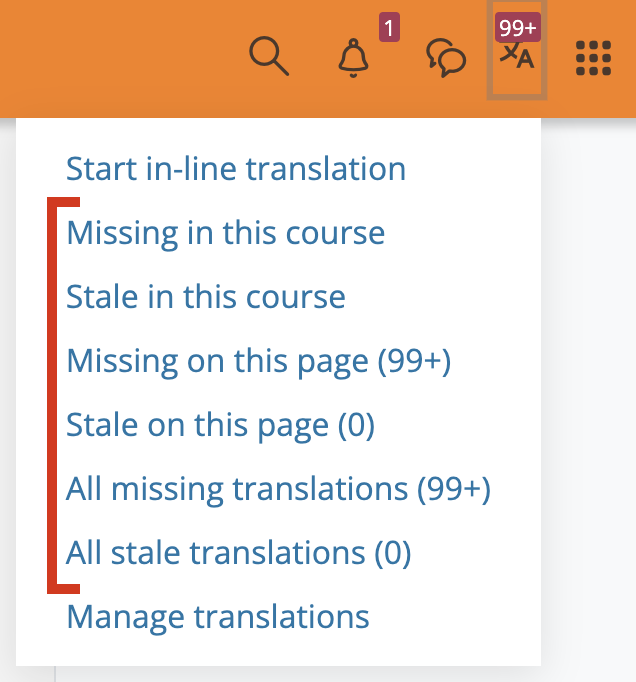 1
99+
Start in-line translation
Missing in this course
Stale in this course
Missing on this page (99+)
Stale on this page (0)
All missing translations (99+)
All stale translations (0)
Manage translations